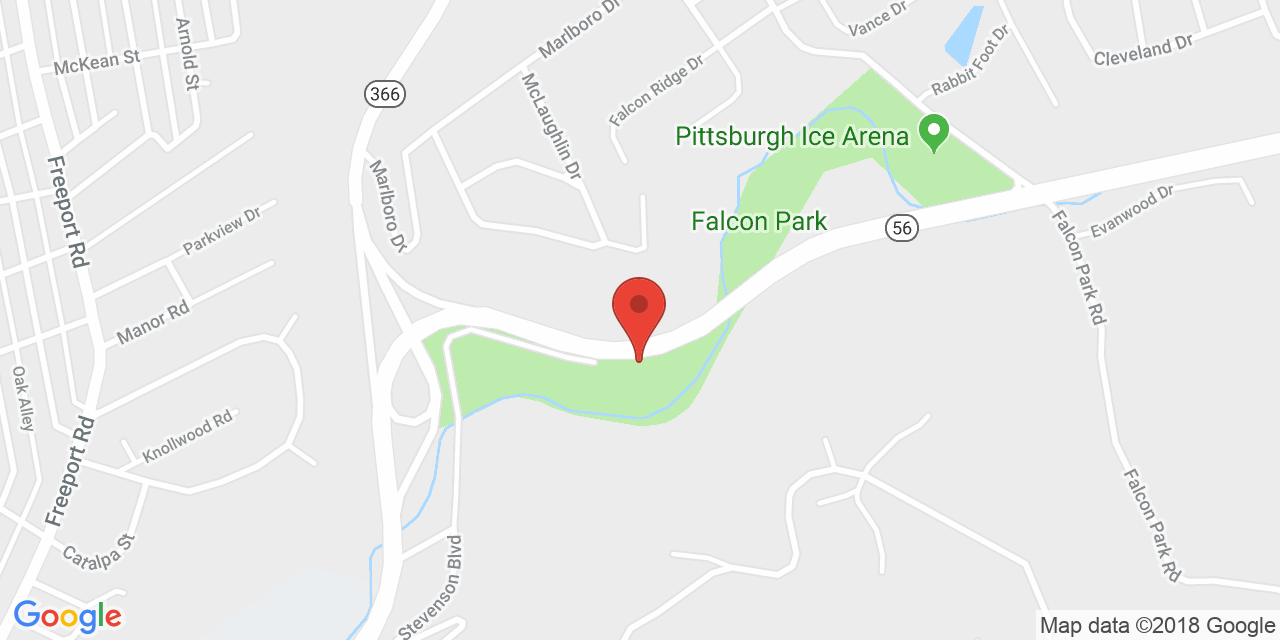 Arnold St
McKean St
Marlboro Dr
Vance Dr
Cleveland Dr
Rabbit Foot Dr
Falcon Ridge Dr
McLaughlin Dr
366
Pittsburgh Ice Arena
Marlboro Dr
Freeport Rd
Parkview Dr
Falcon Park
56
Evanwood Dr
Falcon Park Rd
Manor Rd
Oak Alley
Knollwood Rd
Freeport Rd
Catalpa St
Stevenson Blvd
Falcon Park Rd
Google
Map data ©2018 Google